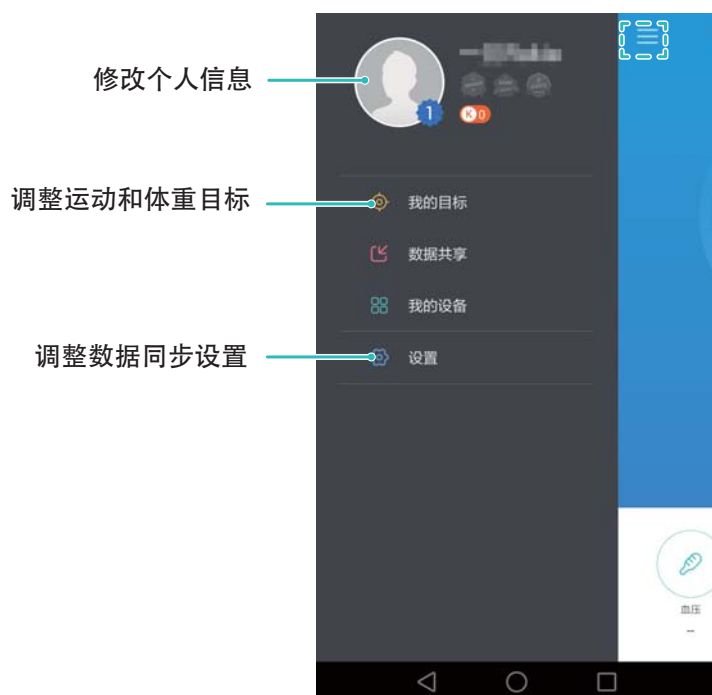 修改个人信息
1
K 0
调整运动和体重目标
我的目标
数据共享
我的设备
调整数据同步设置
设置
血压
--